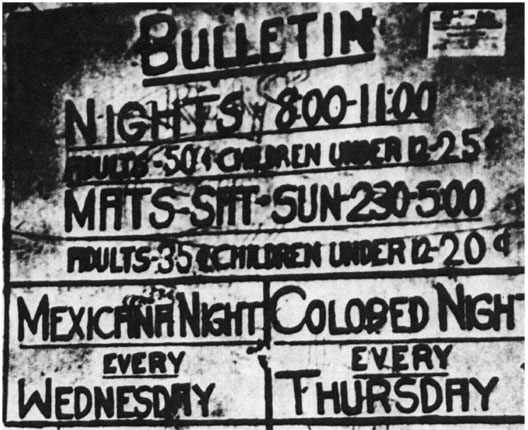 BULLETIN
NIGHTS - 8:00-11:00
ADULTS-50¢ CHILDREN UNDER 12-25¢
MATS-SAT-SUN-2:30-5:00
ADULTS-35¢ CHILDREN UNDER 12-20¢
MEXICANA NIGHT
EVERY
WEDNESDAY
COLORED NIGH
EVERY
THURSDAY